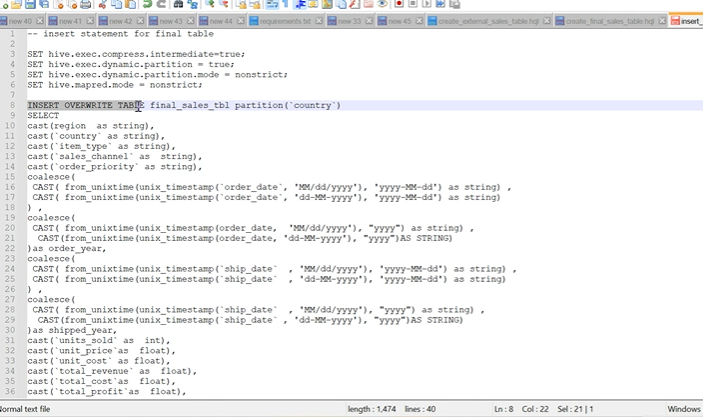 new 40 new 41 new 42 new 43 new 44 requirements.txt new 33 new 45 create_external_sales_table.hql create_final_sales_table.hql insert_
1 -- insert statement for final table
2
3 SET hive.exec.compress.intermediate=true;
4 SET hive.exec.dynamic.partition = true;
5 SET hive.exec.dynamic.partition.mode = nonstrict;
6 SET hive.mapred.mode = nonstrict;
7
8 INSERT OVERWRITE TABLE final_sales_tbl partition(`country`)
9 SELECT
10 cast(region as string),
11 cast(`country` as string),
12 cast(`item_type` as string),
13 cast(`sales_channel` as string),
14 cast(`order_priority` as string),
15 coalesce(
16 CAST( from_unixtime(unix_timestamp(`order_date`, 'MM/dd/yyyy'), 'yyyy-MM-dd') as string) ,
17 CAST( from_unixtime(unix_timestamp(`order_date`, 'dd-MM-yyyy'), 'yyyy-MM-dd') as string)
18 ) ,
19 coalesce(
20 CAST( from_unixtime(unix_timestamp(order_date, 'MM/dd/yyyy'), "yyyy") as string) ,
21 CAST(from_unixtime(unix_timestamp(order_date, 'dd-MM-yyyy'), "yyyy")AS STRING)
22 )as order_year,
23 coalesce(
24 CAST( from_unixtime(unix_timestamp(`ship_date` , 'MM/dd/yyyy'), 'yyyy-MM-dd') as string) ,
25 CAST( from_unixtime(unix_timestamp(`ship_date` , 'dd-MM-yyyy'), 'yyyy-MM-dd') as string)
26 ) ,
27 coalesce(
28 CAST( from_unixtime(unix_timestamp(`ship_date` , 'MM/dd/yyyy'), "yyyy") as string) ,
29 CAST(from_unixtime(unix_timestamp(`ship_date` , 'dd-MM-yyyy'), "yyyy")AS STRING)
30 )as shipped_year,
31 cast(`units_sold` as int),
32 cast(`unit_price`as float),
33 cast(`unit_cost` as float),
34 cast(`total_revenue` as float),
35 cast(`total_cost`as float),
36 cast(`total_profit`as float),
Normal text file length : 1,474 lines : 40 Ln : 8 Col : 22 Sel : 21 | 1 Windows